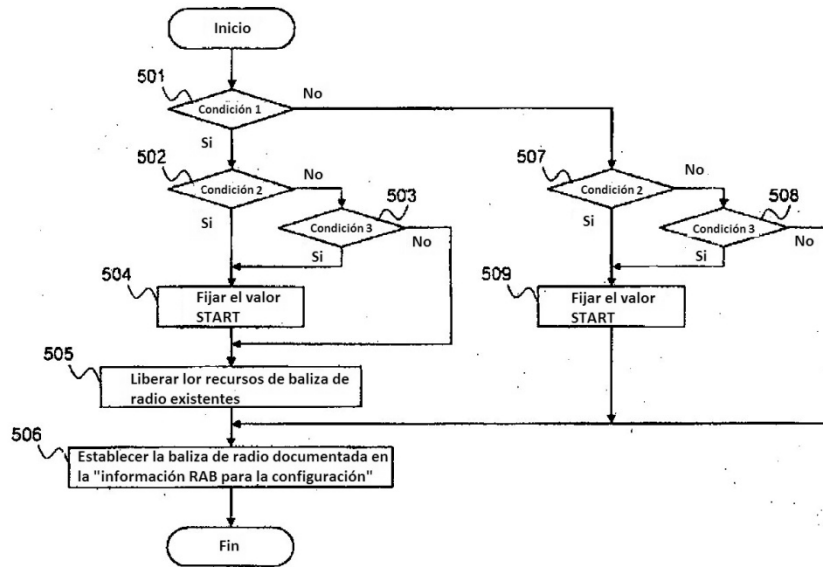 Inicio
501
Condición 1
No
Si
502
Condición 2
No
Si
503
Condición 3
No
Si
504
Fijar el valor
START
505
Liberar lor recursos de baliza de
radio existentes
506
Establecer la baliza de radio documentada en
la "información RAB para la configuración"
Fin
507
Condición 2
No
Si
508
Condición 3
No
Si
509
Fijar el valor
START